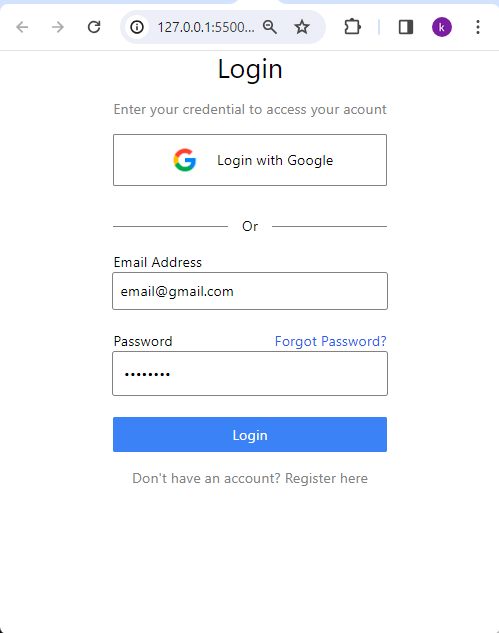 127.0.0.1:5500...
k
Login
Enter your credential to access your acount
G
Login with Google
Or
Email Address
email@gmail.com
Password Forgot Password?
••••••••
Login
Don't have an account? Register here